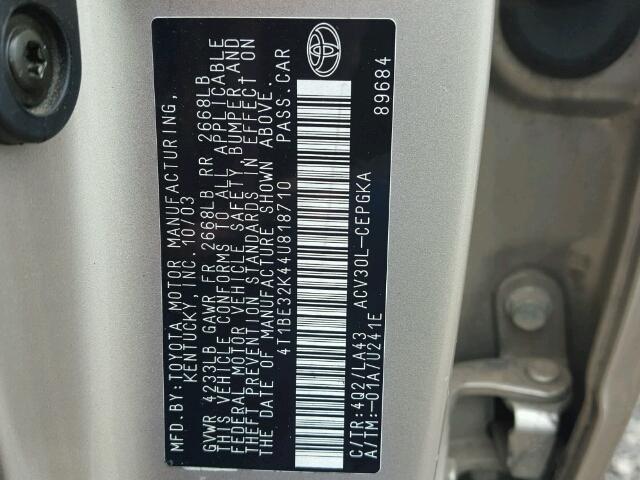 MFD. BY: TOYOTA MOTOR MANUFACTURING,
KENTUCKY, INC. 10/03
GVWR 4233LB GAWR FR 2668LB RR 2668LB
THIS VEHICLE CONFORMS TO ALL APPLICABLE
FEDERAL MOTOR VEHICLE SAFETY, BUMPER, AND
THEFT PREVENTION STANDARDS IN EFFECT ON
THE DATE OF MANUFACTURE SHOWN ABOVE.
4T1BE32K44U818710 PASS. CAR
C/TR: 4Q2/LA43 ACV30L-CEPGKA
A/TM: -01A/U241E 89684